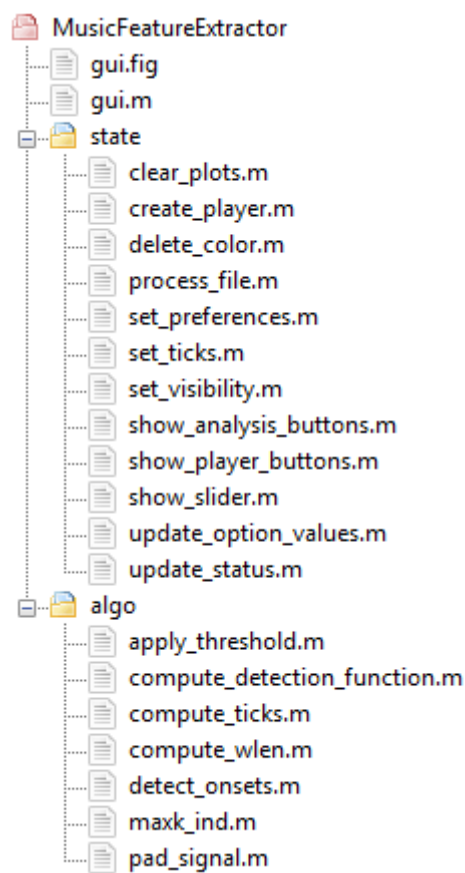 MusicFeatureExtractor
gui.fig
gui.m
state
clear_plots.m
create_player.m
delete_color.m
process_file.m
set_preferences.m
set_ticks.m
set_visibility.m
show_analysis_buttons.m
show_player_buttons.m
show_slider.m
update_option_values.m
update_status.m
algo
apply_threshold.m
compute_detection_function.m
compute_ticks.m
compute_wlen.m
detect_onsets.m
maxk_ind.m
pad_signal.m